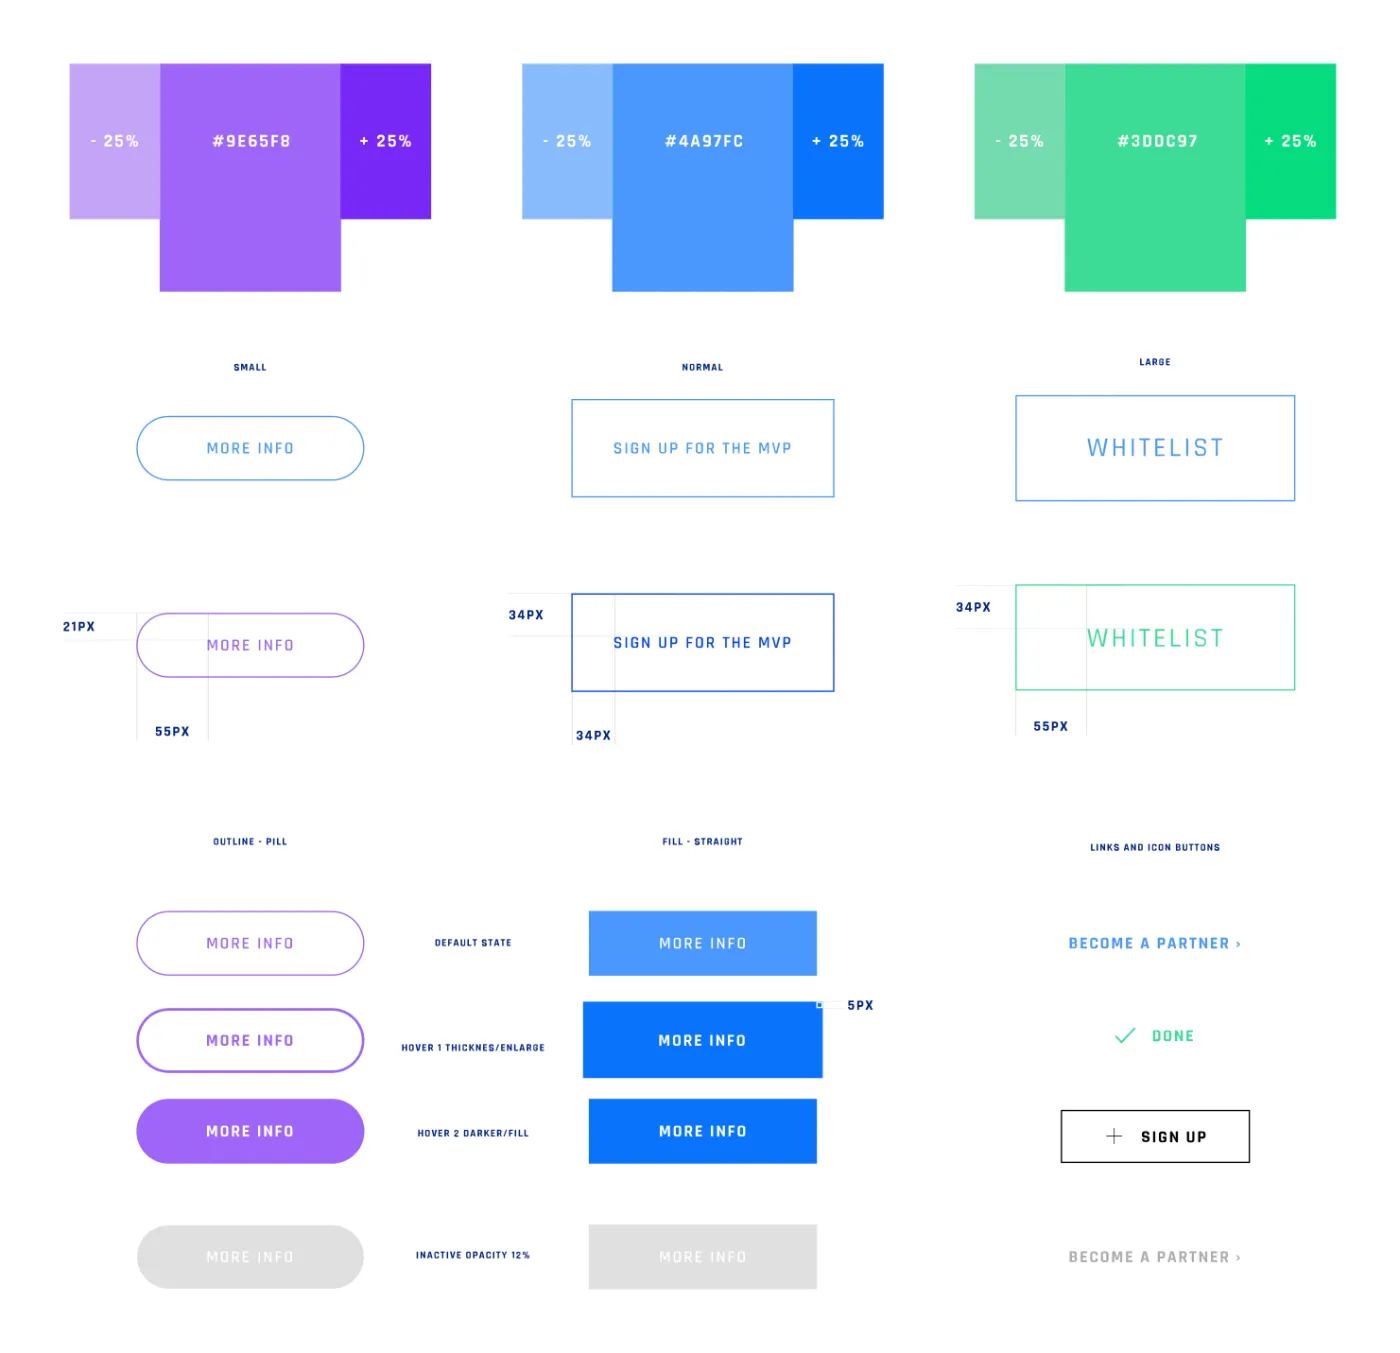 - 25%
#9E65F8
+ 25%
- 25%
#4A97FC
+ 25%
- 25%
#3DDC97
+ 25%
SMALL
NORMAL
LARGE
MORE INFO
SIGN UP FOR THE MVP
WHITELIST
21PX
MORE INFO
55PX
34PX
SIGN UP FOR THE MVP
34PX
34PX
WHITELIST
55PX
OUTLINE - PILL
FILL - STRAIGHT
LINKS AND ICON BUTTONS
MORE INFO
DEFAULT STATE
MORE INFO
BECOME A PARTNER ›
MORE INFO
HOVER 1 THICKNES/ENLARGE
MORE INFO
5PX
DONE
MORE INFO
HOVER 2 DARKER/FILL
MORE INFO
SIGN UP
MORE INFO
INACTIVE OPACITY 12%
MORE INFO
BECOME A PARTNER ›